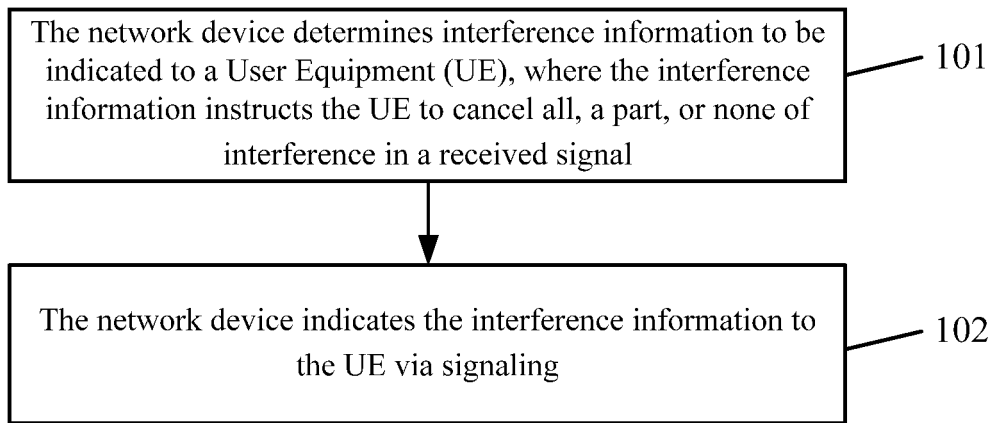 The network device determines interference information to be
indicated to a User Equipment (UE), where the interference
information instructs the UE to cancel all, a part, or none of
interference in a received signal
101
The network device indicates the interference information to
the UE via signaling
102